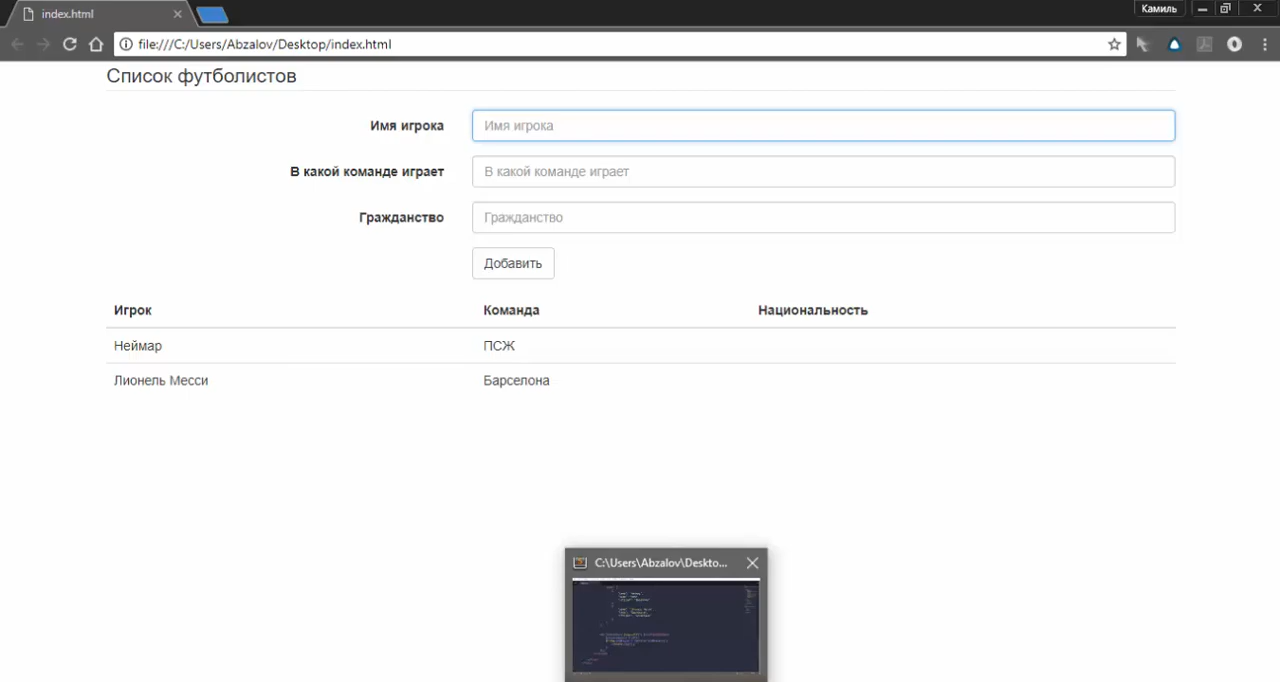 index.html
Камиль
file:///C:/Users/Abzalov/Desktop/index.html
Список футболистов
Имя игрока
Имя игрока
В какой команде играет
В какой команде играет
Гражданство
Гражданство
Добавить
Игрок Команда Национальность
Неймар ПСЖ
Лионель Месси Барселона
C:\Users\Abzalov\Deskto...